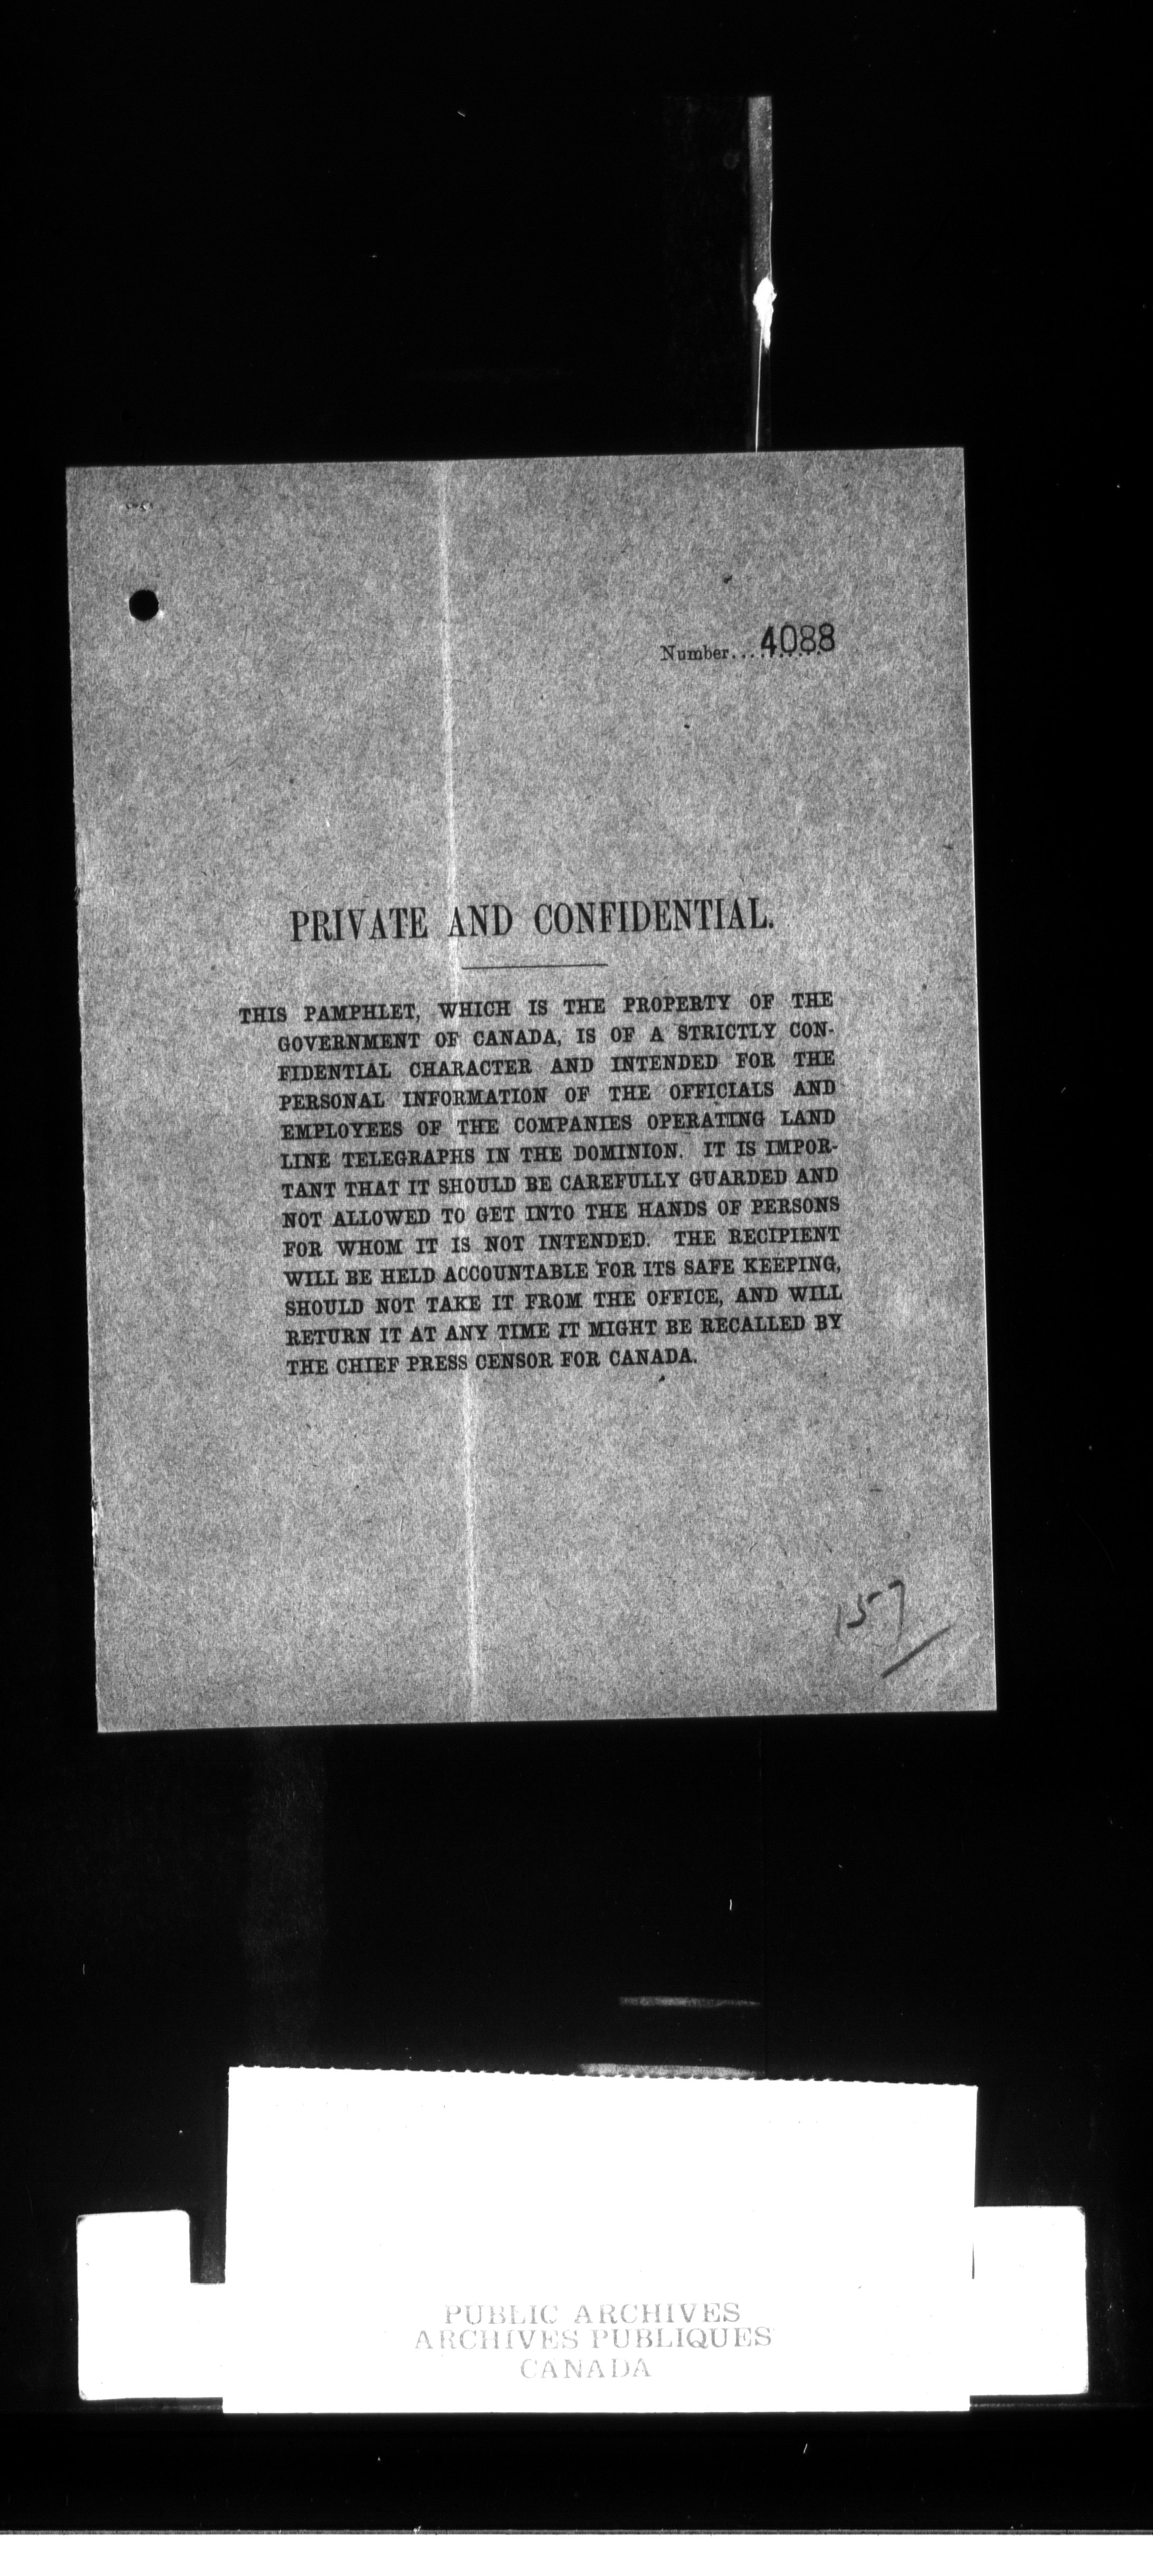 Number...4088
PRIVATE AND CONFIDENTIAL.
THIS PAMPHLET, WHICH IS THE PROPERTY OF THE
GOVERNMENT OF CANADA, IS OF A STRICTLY CON-
FIDENTIAL CHARACTER AND INTENDED FOR THE
PERSONAL INFORMATION OF THE OFFICIALS AND
EMPLOYEES OF THE COMPANIES OPERATING LAND
LINE TELEGRAPHS IN THE DOMINION. IT IS IMPOR-
TANT THAT IT SHOULD BE CAREFULLY GUARDED AND
NOT ALLOWED TO GET INTO THE HANDS OF PERSONS
FOR WHOM IT IS NOT INTENDED. THE RECIPIENT
WILL BE HELD ACCOUNTABLE FOR ITS SAFE KEEPING,
SHOULD NOT TAKE IT FROM THE OFFICE, AND WILL
RETURN IT AT ANY TIME IT MIGHT BE RECALLED BY
THE CHIEF PRESS CENSOR FOR CANADA.
157
PUBLIC ARCHIVES
ARCHIVES PUBLIQUES
CANADA